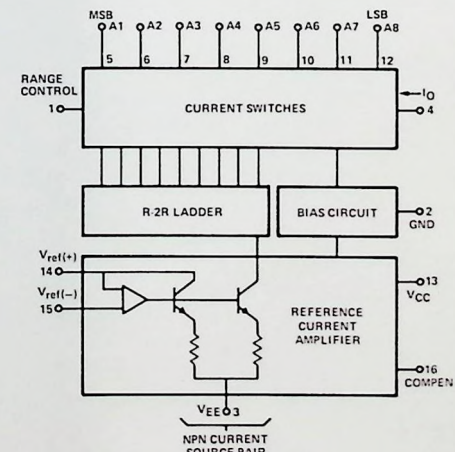 MSB LSB
A1 A2 A3 A4 A5 A6 A7 A8
5 6 7 8 9 10 11 12
RANGE
CONTROL
1
CURRENT SWITCHES
IO
4
R-2R LADDER
BIAS CIRCUIT
2
GND
Vref(+)
14
Vref(-)
15
REFERENCE
CURRENT
AMPLIFIER
13
VCC
16
COMPEN
VEE 3
NPN CURRENT
SOURCE PAIR